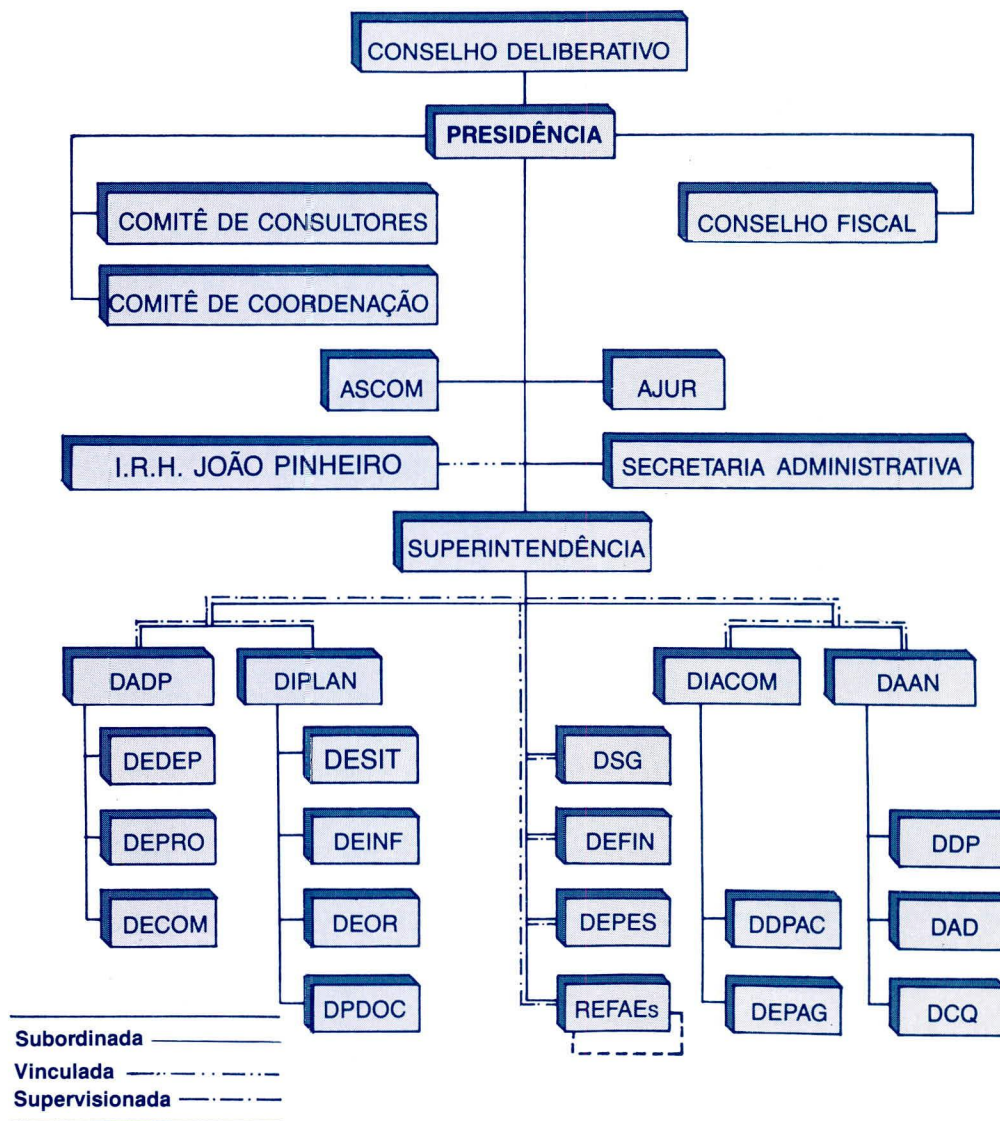 CONSELHO DELIBERATIVO
PRESIDÊNCIA
COMITÊ DE CONSULTORES
CONSELHO FISCAL
COMITÊ DE COORDENAÇÃO
ASCOM
AJUR
I.R.H. JOÃO PINHEIRO
SECRETARIA ADMINISTRATIVA
SUPERINTENDÊNCIA
DADP
DIPLAN
DIACOM
DAAN
DEDEP
DESIT
DSG
DEPRO
DEINF
DEFIN
DDP
DECOM
DEOR
DEPES
DDPAC
DAD
DPDOC
REFAEs
DEPAG
DCQ
Subordinada
Vinculada
Supervisionada